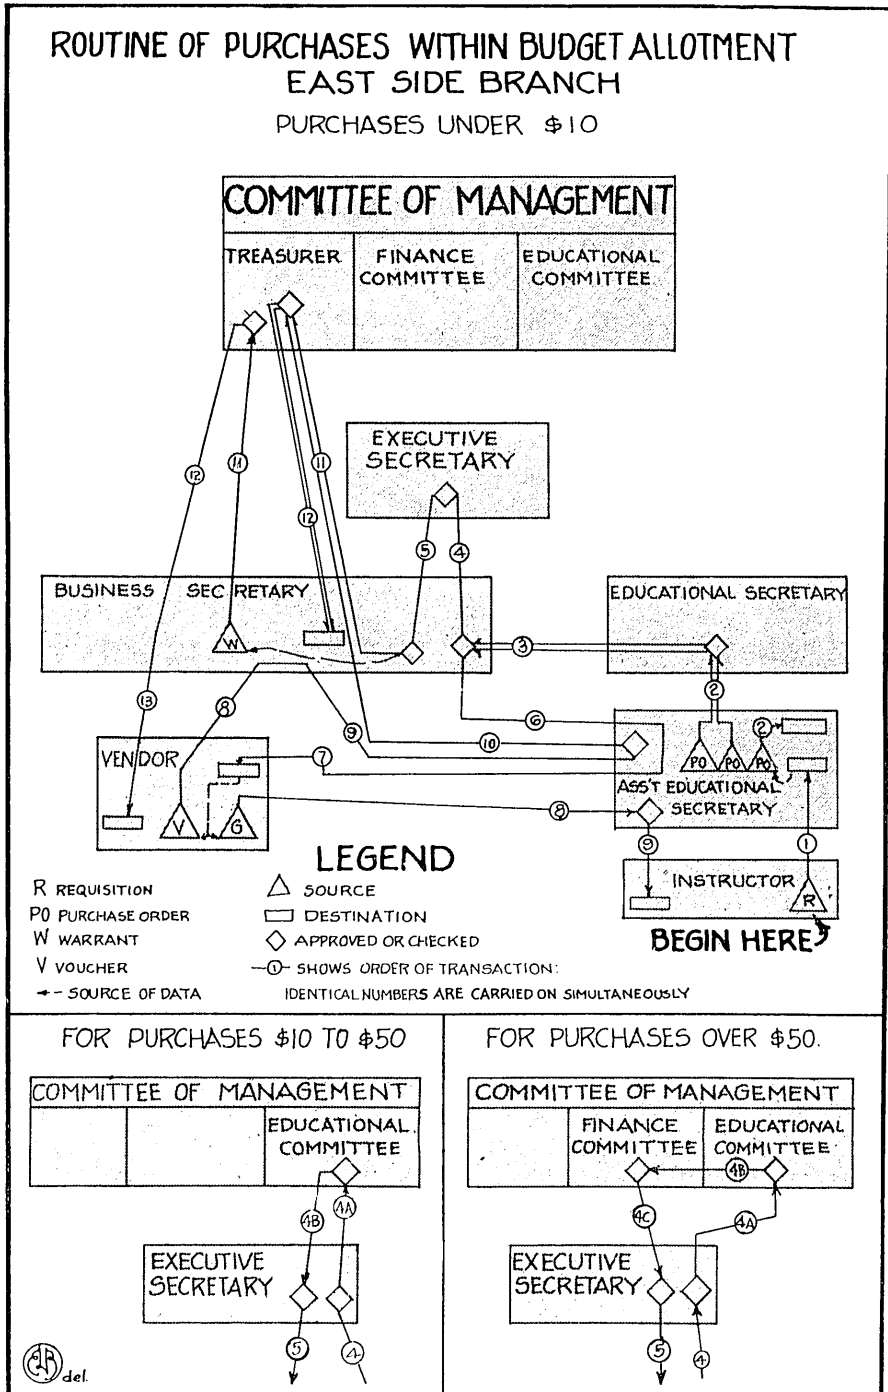 ROUTINE OF PURCHASES WITHIN BUDGET ALLOTMENT
EAST SIDE BRANCH
PURCHASES UNDER $10
COMMITTEE OF MANAGEMENT
TREASURER
FINANCE
COMMITTEE
EDUCATIONAL
COMMITTEE
EXECUTIVE
SECRETARY
12
11
11
12
5
4
BUSINESS SECRETARY
W
EDUCATIONAL SECRETARY
3
2
13
8
9
6
10
VENDOR
7
V
G
PO
PO
PO
2
ASS'T EDUCATIONAL
SECRETARY
8
9
1
INSTRUCTOR
R
BEGIN HERE
LEGEND
R REQUISITION
PO PURCHASE ORDER
W WARRANT
V VOUCHER
SOURCE OF DATA
SOURCE
DESTINATION
APPROVED OR CHECKED
1 SHOWS ORDER OF TRANSACTION:
IDENTICAL NUMBERS ARE CARRIED ON SIMULTANEOUSLY
FOR PURCHASES $10 TO $50
COMMITTEE OF MANAGEMENT
EDUCATIONAL
COMMITTEE
4B
4A
EXECUTIVE
SECRETARY
5
4
del.
FOR PURCHASES OVER $50.
COMMITTEE OF MANAGEMENT
FINANCE
COMMITTEE
EDUCATIONAL
COMMITTEE
4B
4C
4A
EXECUTIVE
SECRETARY
5
4